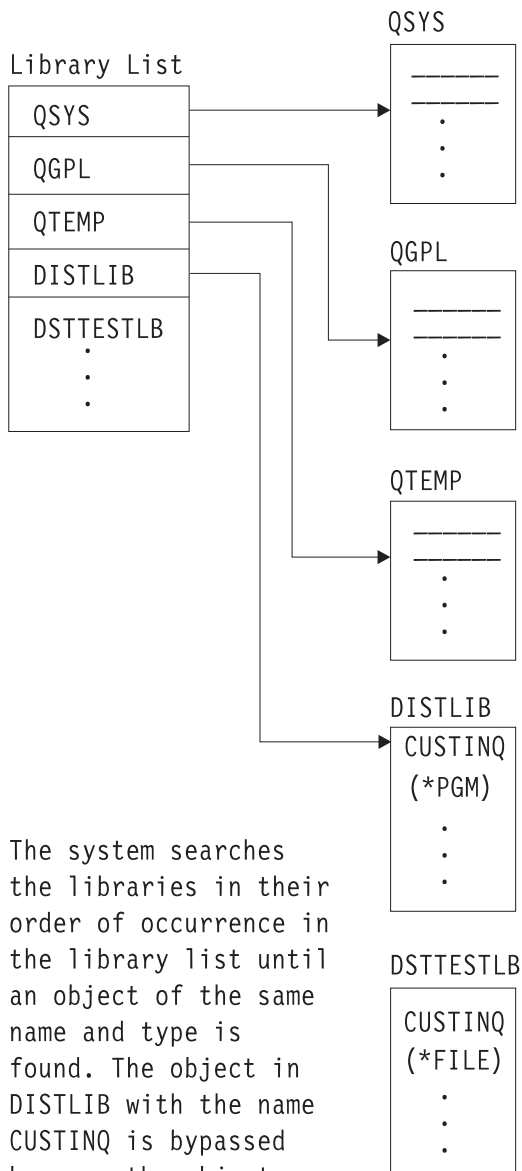 Library List
QSYS
QGPL
QTEMP
DISTLIB
DSTTESTLB
QSYS
QGPL
QTEMP
DISTLIB
CUSTINQ
(*PGM)
DSTTESTLB
CUSTINQ
(*FILE)
The system searches
the libraries in their
order of occurrence in
the library list until
an object of the same
name and type is
found. The object in
DISTLIB with the name
CUSTINQ is bypassed